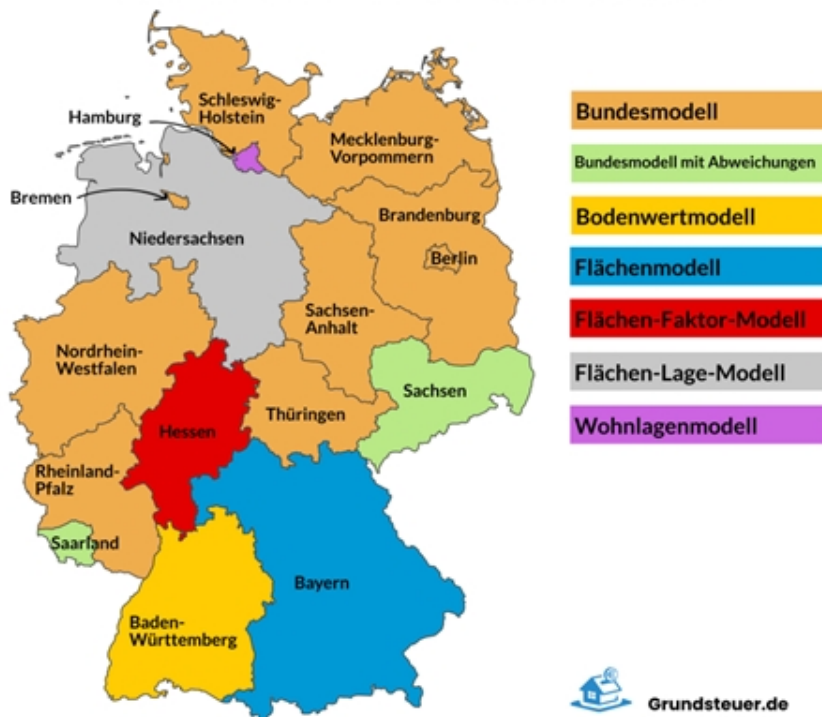 Schleswig-
Holstein
Hamburg
Mecklenburg-
Vorpommern
Bremen
Brandenburg
Niedersachsen
Berlin
Sachsen-
Anhalt
Nordrhein-
Westfalen
Sachsen
Hessen
Thüringen
Rheinland-
Pfalz
Saarland
Bayern
Baden-
Württemberg
Bundesmodell
Bundesmodell mit Abweichungen
Bodenwertmodell
Flächenmodell
Flächen-Faktor-Modell
Flächen-Lage-Modell
Wohnlagenmodell
Grundsteuer.de